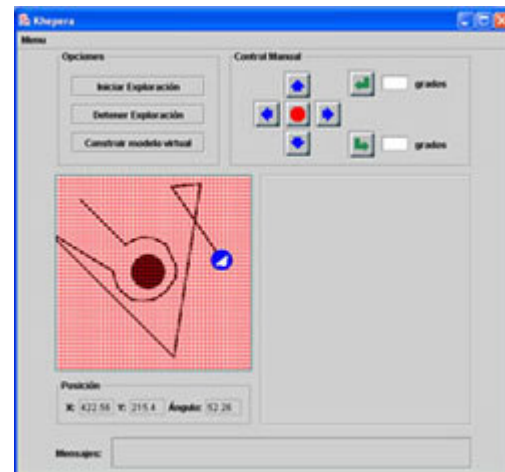 Khepera
Menu
Opciones
Iniciar Exploración
Detener Exploración
Construir modelo virtual
Control Manual
grados
grados
Posición
X: 422.56 Y: 215.4 Ángulo: 52.26
Mensajes: